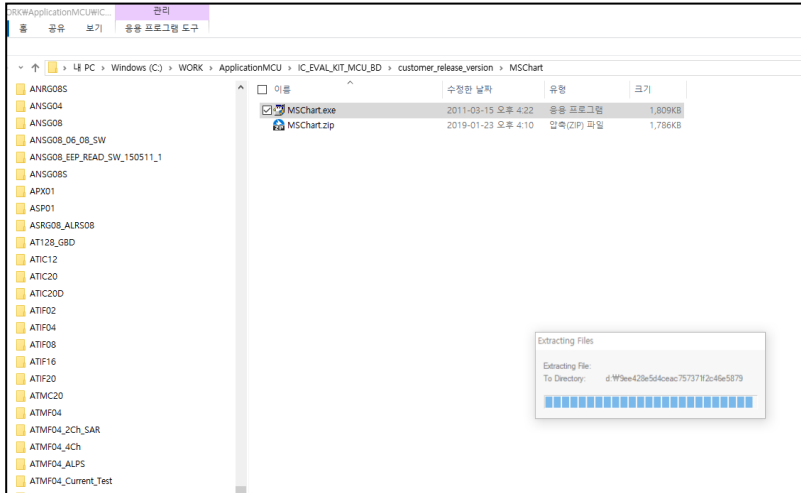 ORK₩ApplicationMCU₩IC... 관리
홈 공유 보기 응용 프로그램 도구
내 PC > Windows (C:) > WORK > ApplicationMCU > IC_EVAL_KIT_MCU_BD > customer_release_version > MSChart
이름 수정한 날짜 유형 크기
ANRG08S
ANSG04
ANSG08
ANSG08_06_08_SW
ANSG08_EEP_READ_SW_150511_1
ANSG08S
APX01
ASP01
ASRG08_ALRS08
AT128_GBD
ATIC12
ATIC20
ATIC20D
ATIF02
ATIF04
ATIF08
ATIF16
ATIF20
ATMC20
ATMF04
ATMF04_2Ch_SAR
ATMF04_4Ch
ATMF04_ALPS
ATMF04_Current_Test
MSChart.exe 2011-03-15 오후 4:22 응용 프로그램 1,809KB
MSChart.zip 2019-01-23 오후 4:10 압축(ZIP) 파일 1,786KB
Extracting Files
Extracting File:
To Directory: d:₩9ee428e5d4ceac757371f2c46e5879